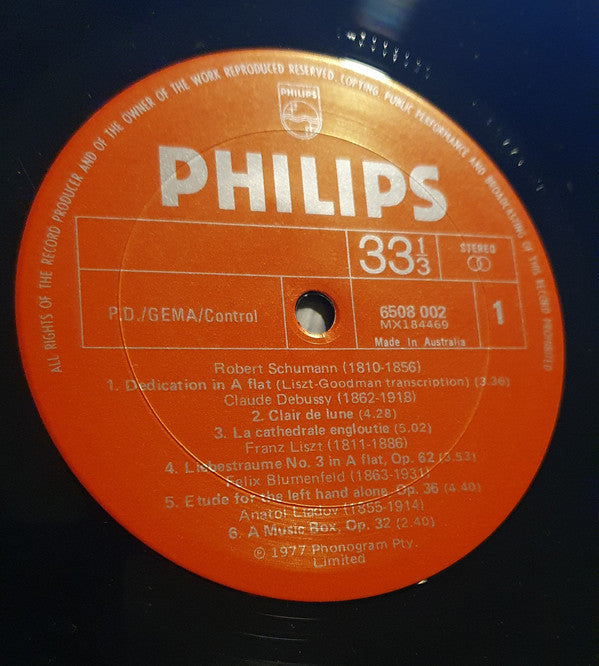 ALL RIGHTS OF THE RECORD PRODUCER AND OF THE OWNER OF THE WORK REPRODUCED RESERVED. COPYING, PUBLIC PERFORMANCE AND BROADCASTING OF THIS RECORD PROHIBITED
PHILIPS
PHILIPS
33⅓
STEREO
P.D./GEMA/Control
6508 002
MX184469
Made in Australia
1
Robert Schumann (1810-1856)
1. Dedication in A flat (Liszt-Goodman transcription) (3.36)
Claude Debussy (1862-1918)
2. Clair de lune (4.28)
3. La cathedrale engloutie (5.02)
Franz Liszt (1811-1886)
4. Liebestraume No. 3 in A flat, Op. 62 (3.53)
Felix Blumenfeld (1863-1931)
5. Etude for the left hand alone, Op. 36 (4.40)
Anatol Liadov (1855-1914)
6. A Music Box, Op. 32 (2.40)
© 1977 Phonogram Pty.
Limited